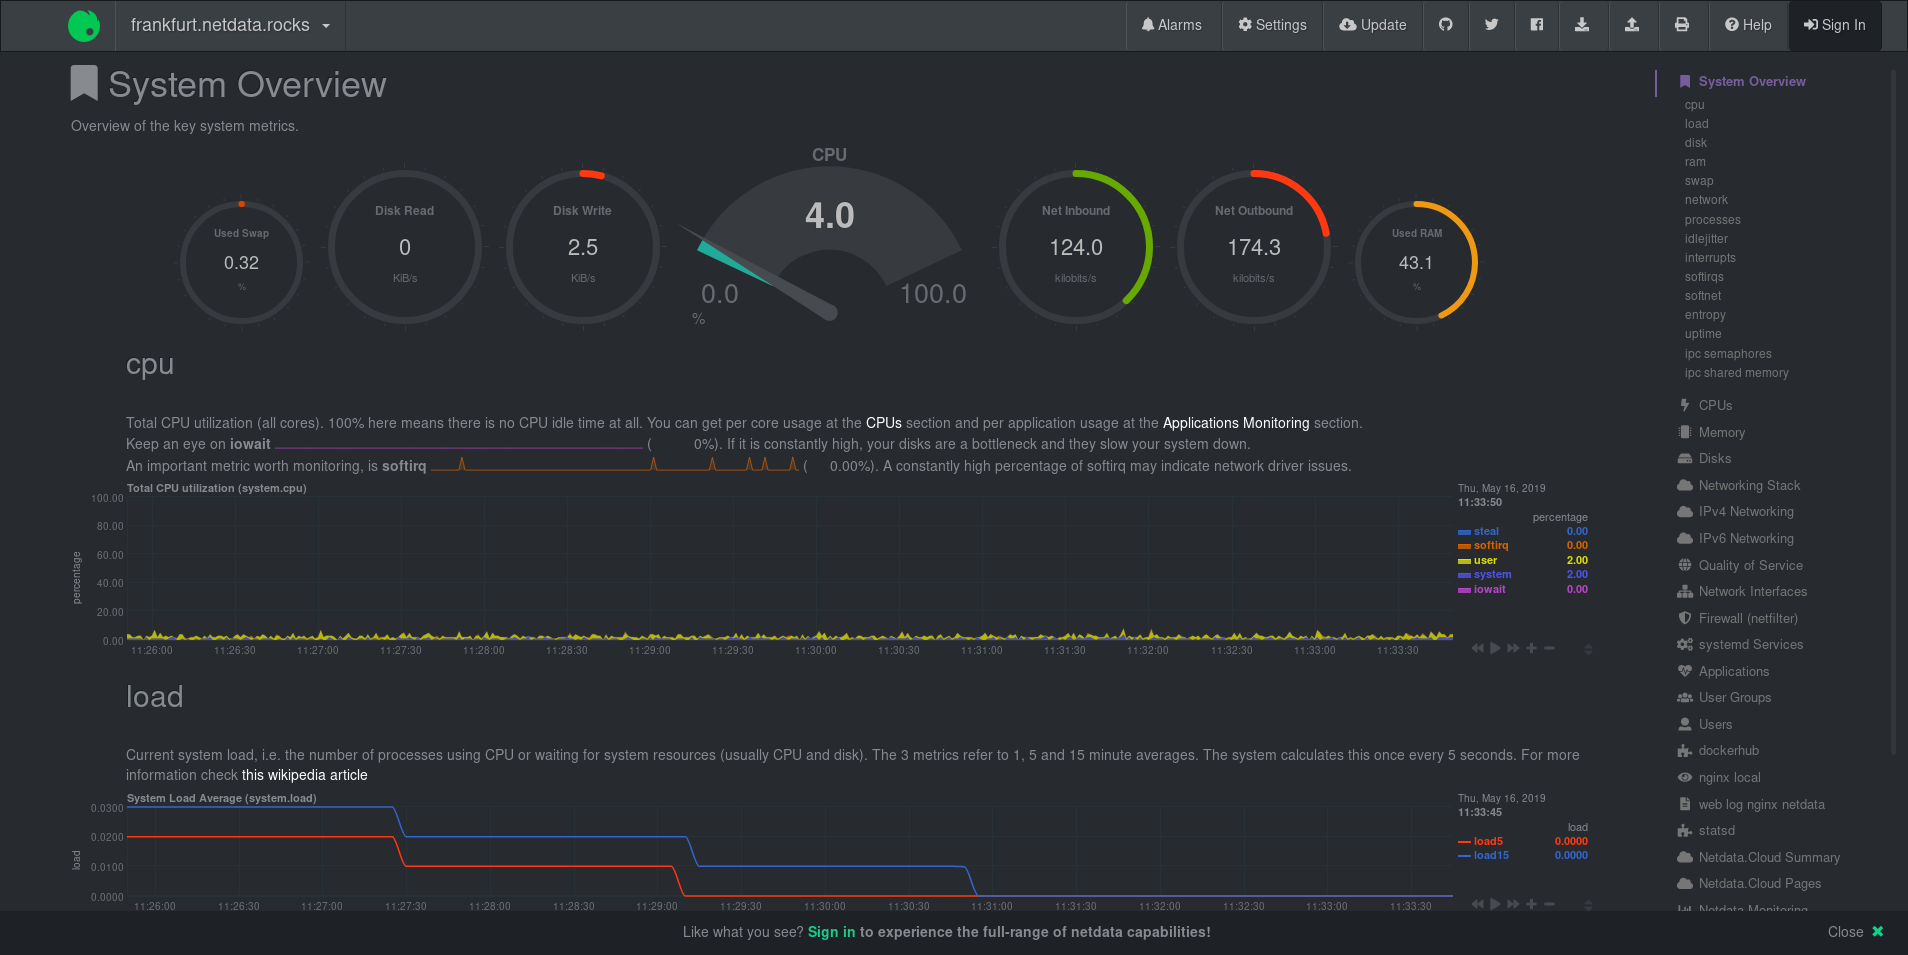 frankfurt.netdata.rocks
Alarms
Settings
Update
Help
Sign In
System Overview
Overview of the key system metrics.
Used Swap
0.32
%
Disk Read
0
KiB/s
Disk Write
2.5
KiB/s
CPU
4.0
0.0
100.0
%
Net Inbound
124.0
kilobits/s
Net Outbound
174.3
kilobits/s
Used RAM
43.1
%
cpu
Total CPU utilization (all cores). 100% here means there is no CPU idle time at all. You can get per core usage at the CPUs section and per application usage at the Applications Monitoring section.
Keep an eye on iowait ( 0%). If it is constantly high, your disks are a bottleneck and they slow your system down.
An important metric worth monitoring, is softirq ( 0.00%). A constantly high percentage of softirq may indicate network driver issues.
Total CPU utilization (system.cpu)
100.00
80.00
60.00
40.00
20.00
0.00
percentage
11:26:00 11:26:30 11:27:00 11:27:30 11:28:00 11:28:30 11:29:00 11:29:30 11:30:00 11:30:30 11:31:00 11:31:30 11:32:00 11:32:30 11:33:00 11:33:30
Thu, May 16, 2019
11:33:50
percentage
steal 0.00
softirq 0.00
user 2.00
system 2.00
iowait 0.00
load
Current system load, i.e. the number of processes using CPU or waiting for system resources (usually CPU and disk). The 3 metrics refer to 1, 5 and 15 minute averages. The system calculates this once every 5 seconds. For more
information check this wikipedia article
System Load Average (system.load)
0.0300
0.0200
0.0100
0.0000
load
11:26:00 11:26:30 11:27:00 11:27:30 11:28:00 11:28:30 11:29:00 11:29:30 11:30:00 11:30:30 11:31:00 11:31:30 11:32:00 11:32:30 11:33:00 11:33:30
Thu, May 16, 2019
11:33:45
load
load5 0.0000
load15 0.0000
System Overview
cpu
load
disk
ram
swap
network
processes
idlejitter
interrupts
softirqs
softnet
entropy
uptime
ipc semaphores
ipc shared memory
CPUs
Memory
Disks
Networking Stack
IPv4 Networking
IPv6 Networking
Quality of Service
Network Interfaces
Firewall (netfilter)
systemd Services
Applications
User Groups
Users
dockerhub
nginx local
web log nginx netdata
statsd
Netdata.Cloud Summary
Netdata.Cloud Pages
Netdata Monitoring
Like what you see? Sign in to experience the full-range of netdata capabilities!
Close